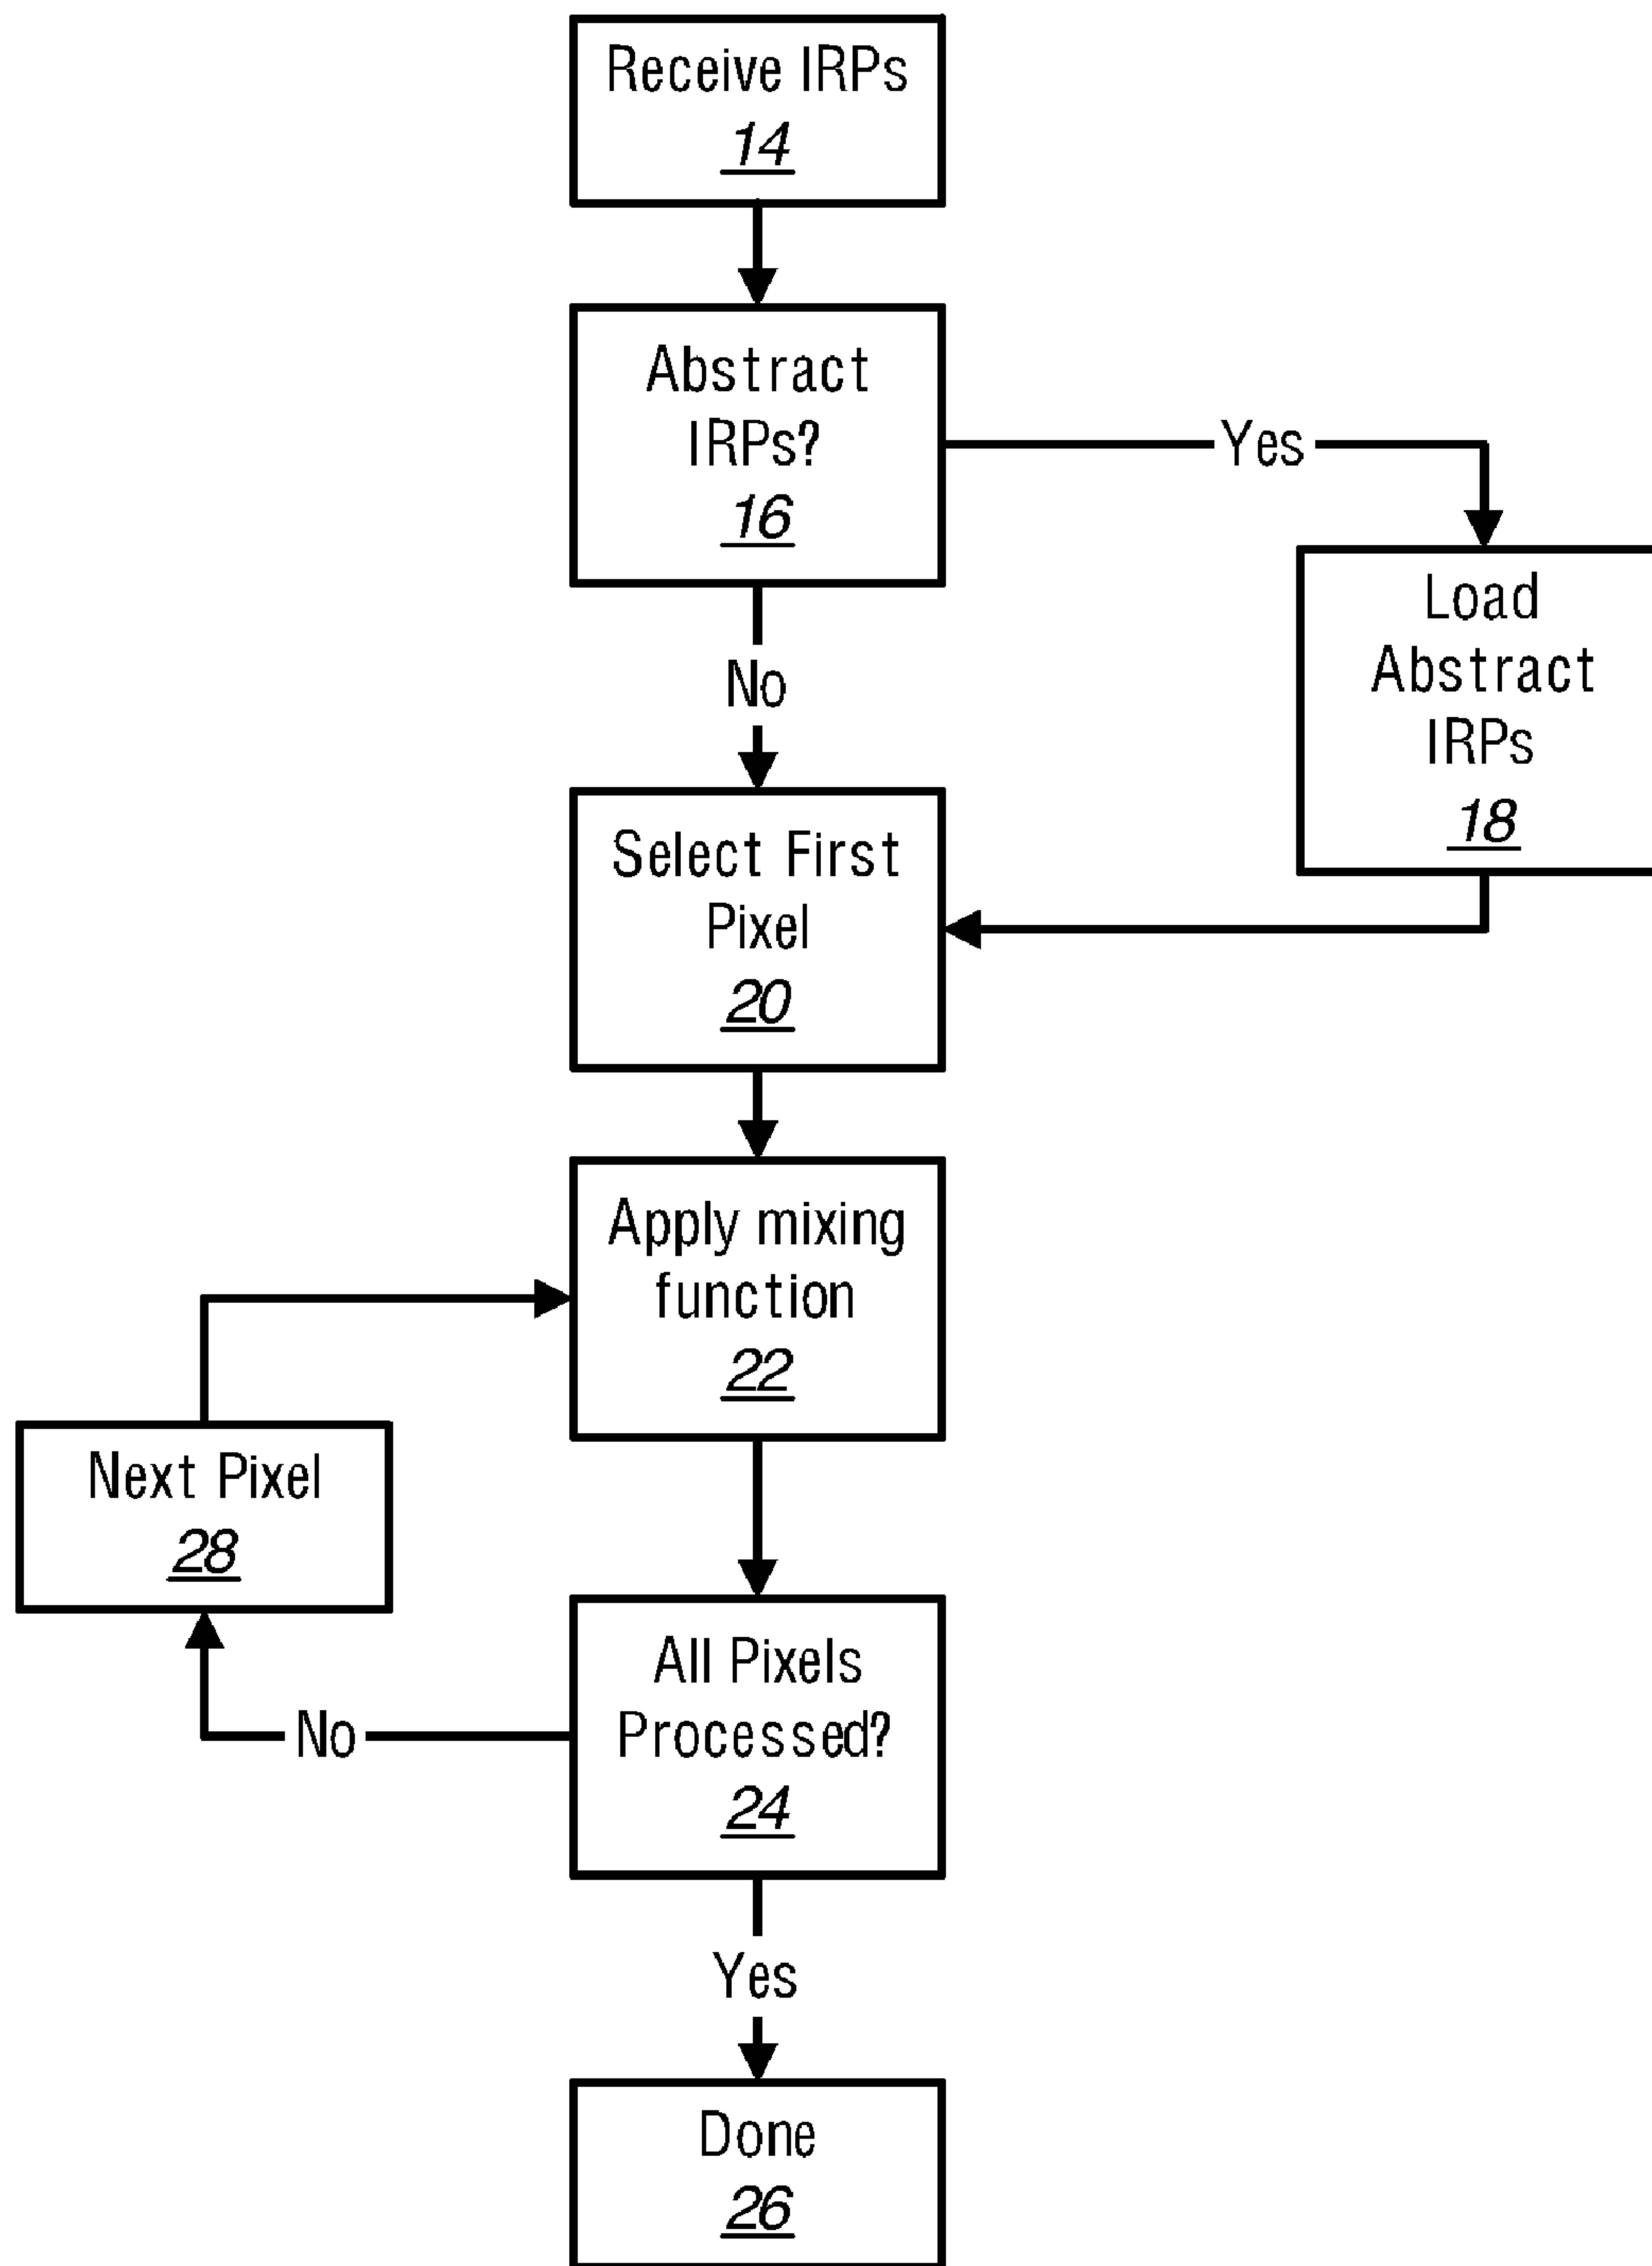 Receive IRPs
14
Abstract
IRPs?
16
Yes
No
Load
Abstract
IRPs
18
Select First
Pixel
20
Apply mixing
function
22
Next Pixel
28
All Pixels
Processed?
24
No
Yes
Done
26